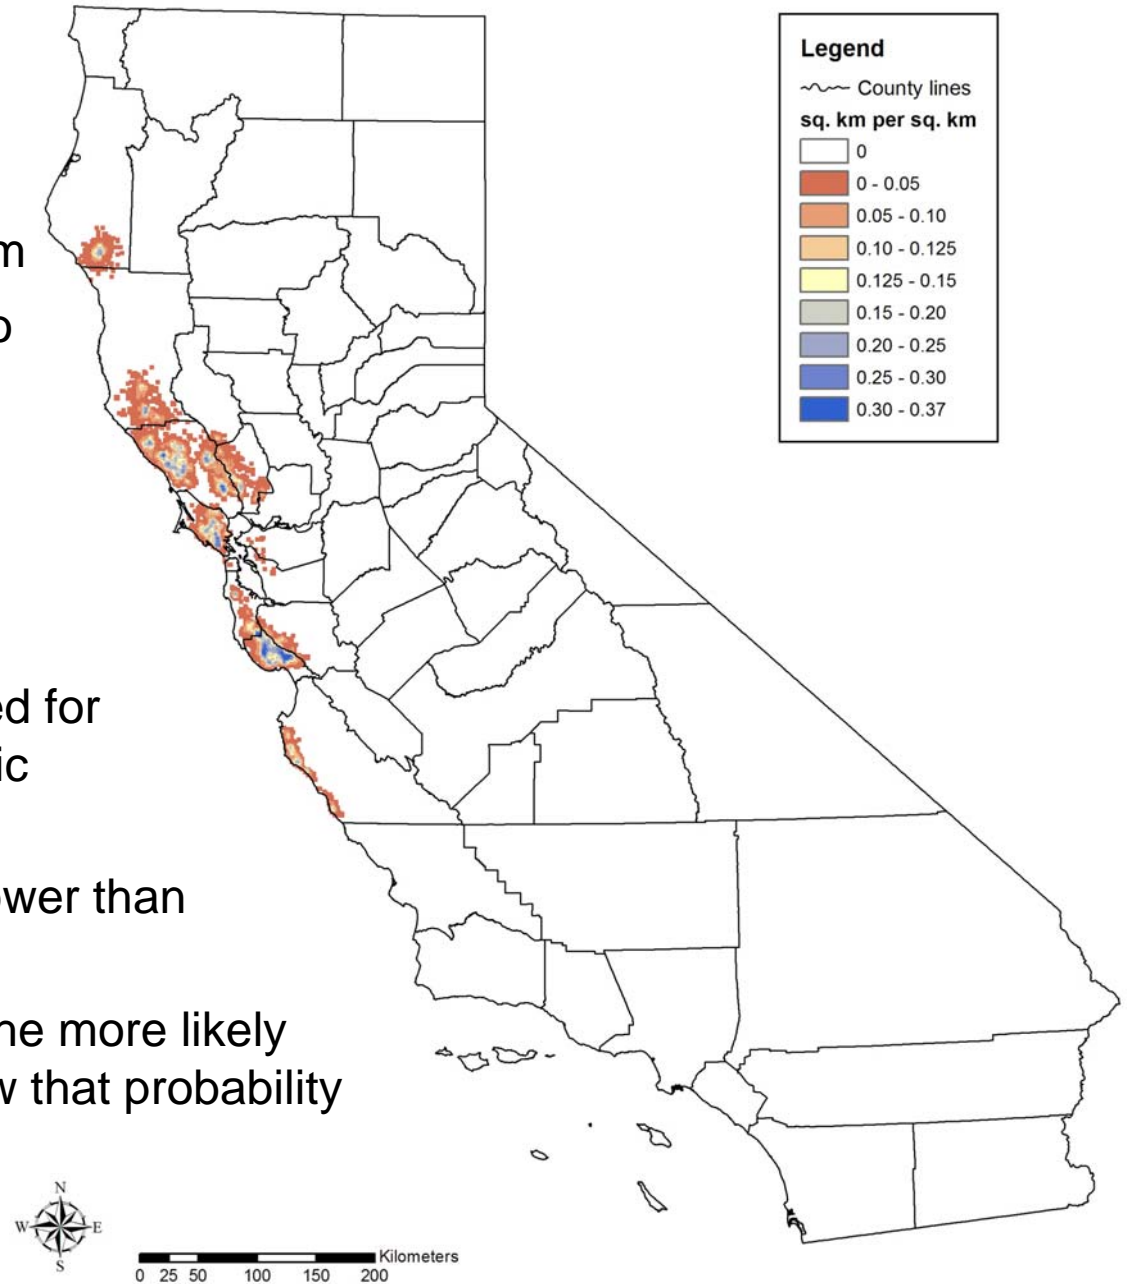 Legend
County lines
sq. km per sq. km
0
0 - 0.05
0.05 - 0.10
0.10 - 0.125
0.125 - 0.15
0.15 - 0.20
0.20 - 0.25
0.25 - 0.30
0.30 - 0.37
m
o
ed for
ic
ower than
he more likely
w that probability
N
W E
S
Kilometers
0 25 50 100 150 200